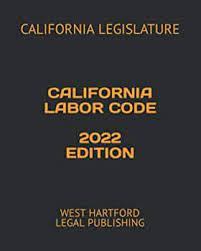 CALIFORNIA LEGISLATURE
CALIFORNIA
LABOR CODE
2022
EDITION
WEST HARTFORD
LEGAL PUBLISHING